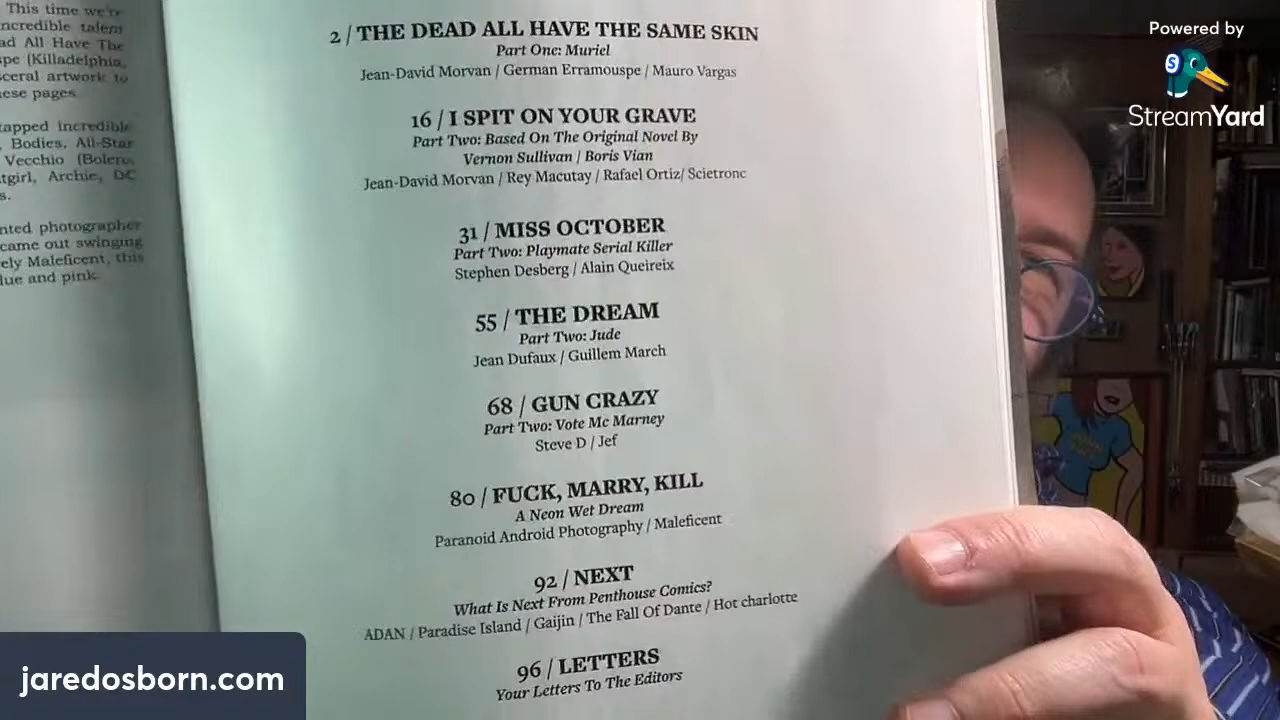 This time we're
incredible talent
ad All Have The
spe (Killadelphia,
sceral artwork to
ese pages.
tapped incredible
, Bodies, All-Star
Vecchio (Bolero,
tgirl, Archie, DC
s.
nted photographer
came out swinging
ely Maleficent, this
lue and pink.
2 / THE DEAD ALL HAVE THE SAME SKIN
Part One: Muriel
Jean-David Morvan / German Erramouspe / Mauro Vargas
16 / I SPIT ON YOUR GRAVE
Part Two: Based On The Original Novel By
Vernon Sullivan / Boris Vian
Jean-David Morvan / Rey Macutay / Rafael Ortiz/ Scietronc
31 / MISS OCTOBER
Part Two: Playmate Serial Killer
Stephen Desberg / Alain Queireix
55 / THE DREAM
Part Two: Jude
Jean Dufaux / Guillem March
68 / GUN CRAZY
Part Two: Vote Mc Marney
Steve D / Jef
80 / FUCK, MARRY, KILL
A Neon Wet Dream
Paranoid Android Photography / Maleficent
92 / NEXT
What Is Next From Penthouse Comics?
ADAN / Paradise Island / Gaijin / The Fall Of Dante / Hot charlotte
96 / LETTERS
Your Letters To The Editors
Powered by
S
StreamYard
jaredosborn.com